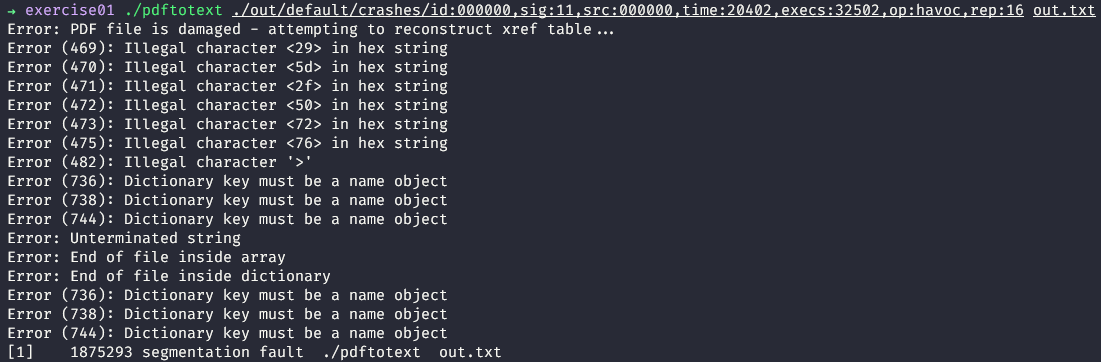 → exercise01 ./pdftotext ./out/default/crashes/id:000000,sig:11,src:000000,time:20402,execs:32502,op:havoc,rep:16 out.txt
Error: PDF file is damaged - attempting to reconstruct xref table...
Error (469): Illegal character <29> in hex string
Error (470): Illegal character <5d> in hex string
Error (471): Illegal character <2f> in hex string
Error (472): Illegal character <50> in hex string
Error (473): Illegal character <72> in hex string
Error (475): Illegal character <76> in hex string
Error (482): Illegal character '>'
Error (736): Dictionary key must be a name object
Error (738): Dictionary key must be a name object
Error (744): Dictionary key must be a name object
Error: Unterminated string
Error: End of file inside array
Error: End of file inside dictionary
Error (736): Dictionary key must be a name object
Error (738): Dictionary key must be a name object
Error (744): Dictionary key must be a name object
[1]    1875293 segmentation fault  ./pdftotext  out.txt